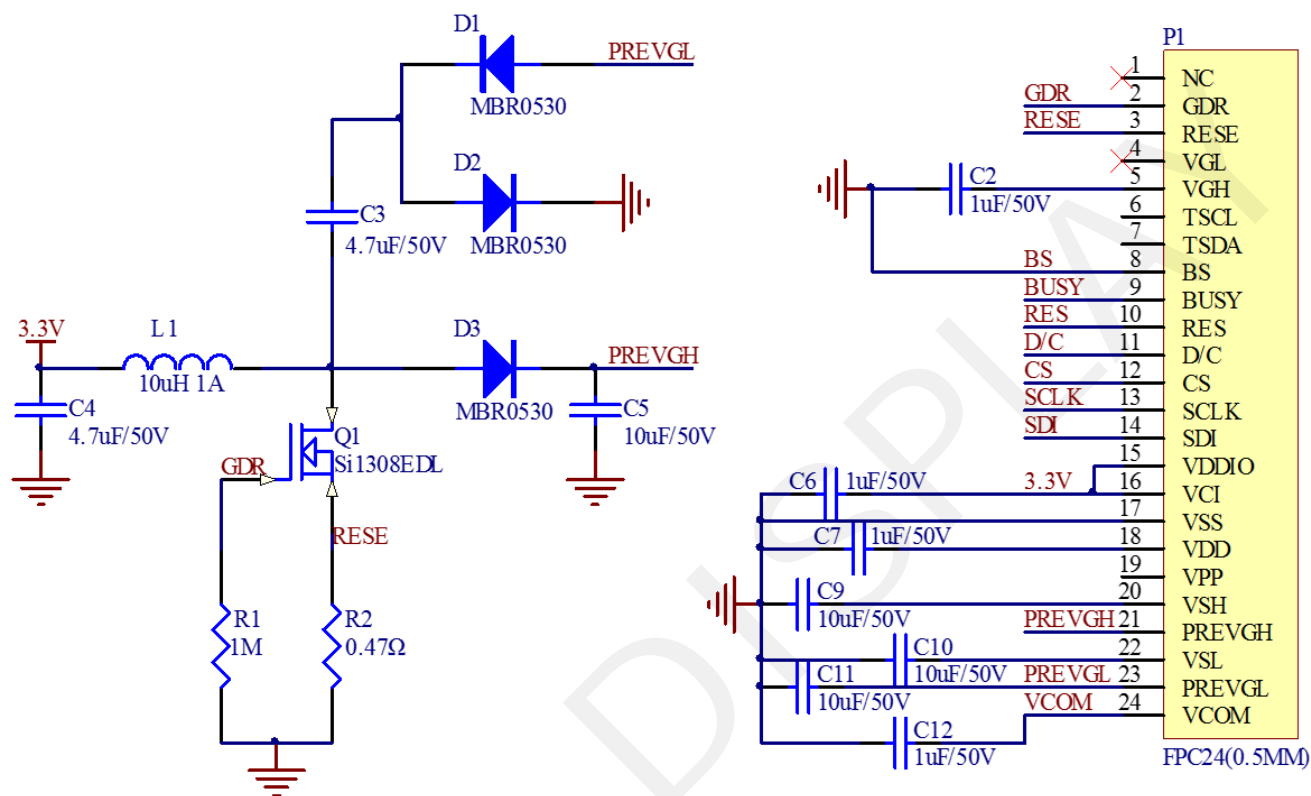 D1
PREVGL
MBR0530
D2
MBR0530
C3
4.7uF/50V
3.3V
L1
10uH 1A
D3
PREVGH
MBR0530
C4
4.7uF/50V
C5
10uF/50V
Q1
Si1308EDL
GDR
RESE
R1
1M
R2
0.47Ω
P1
1 NC
GDR 2 GDR
RESE 3 RESE
4 VGL
C2
1uF/50V
5 VGH
6 TSCL
7 TSDA
BS 8 BS
BUSY 9 BUSY
RES 10 RES
D/C 11 D/C
CS 12 CS
SCLK 13 SCLK
SDI 14 SDI
15 VDDIO
C6 1uF/50V 3.3V 16 VCI
17 VSS
C7 1uF/50V 18 VDD
19 VPP
C9
10uF/50V
20 VSH
PREVGH 21 PREVGH
C10
10uF/50V
22 VSL
C11
10uF/50V
PREVGL 23 PREVGL
VCOM 24 VCOM
C12
1uF/50V
FPC24(0.5MM)
DISPLAY